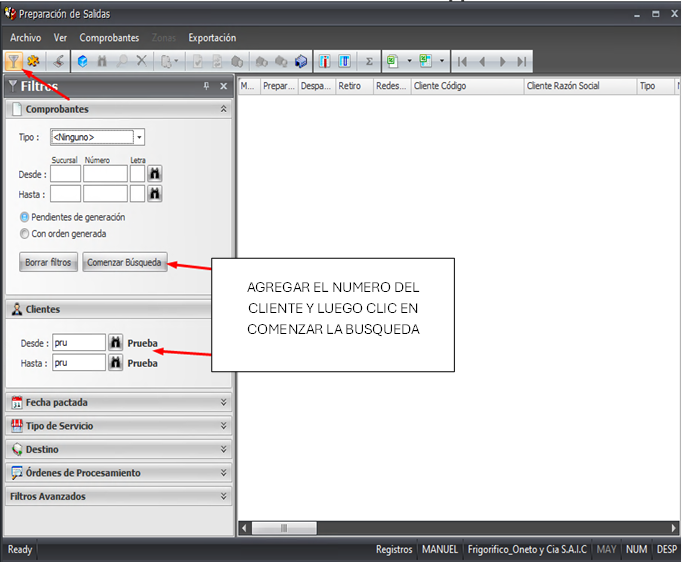 Preparación de Salidas
Archivo Ver Comprobantes Zonas Exportación
Filtros
M... Prepar... Despa... Retiro Redes... Cliente Código Cliente Razón Social Tipo
Comprobantes
Tipo : <Ninguno>
Sucursal Número Letra
Desde :
Hasta :
Pendientes de generación
Con orden generada
Borrar filtros Comenzar Búsqueda
AGREGAR EL NUMERO DEL
CLIENTE Y LUEGO CLIC EN
COMENZAR LA BUSQUEDA
Clientes
Desde : pru Prueba
Hasta : pru Prueba
Fecha pactada
Tipo de Servicio
Destino
Órdenes de Procesamiento
Filtros Avanzados
Ready Registros MANUEL Frigorifico_Oneto y Cia S.A.I.C MAY NUM DESP